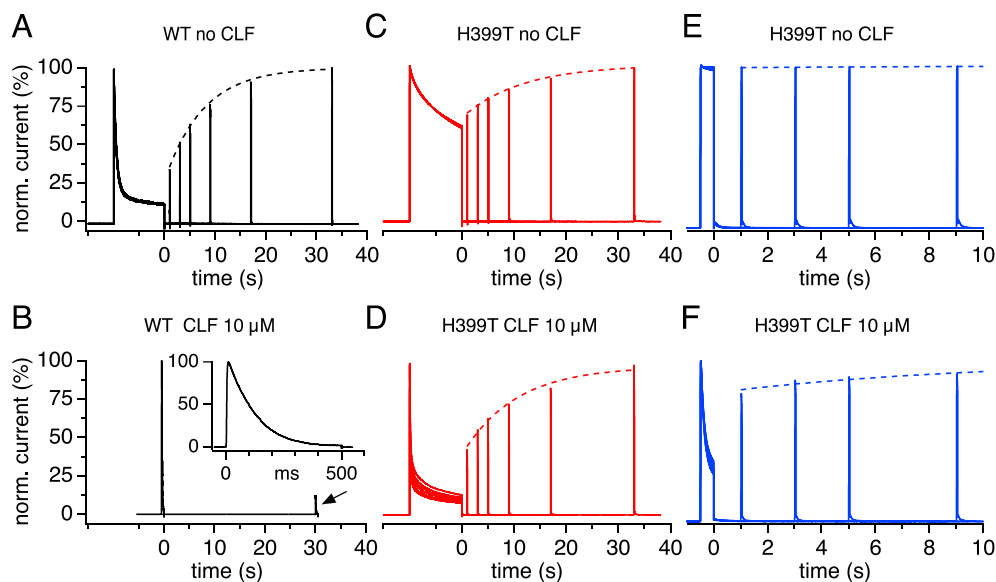 A
WT no CLF
C
H399T no CLF
E
H399T no CLF
norm. current (%)
100
75
50
25
0
0 10 20 30 40
time (s)
0 10 20 30 40
time (s)
0 2 4 6 8 10
time (s)
B
WT CLF 10 µM
D
H399T CLF 10 µM
F
H399T CLF 10 µM
norm. current (%)
100
75
50
25
0
100
50
0
0 ms 500
0 10 20 30 40
time (s)
0 10 20 30 40
time (s)
0 2 4 6 8 10
time (s)